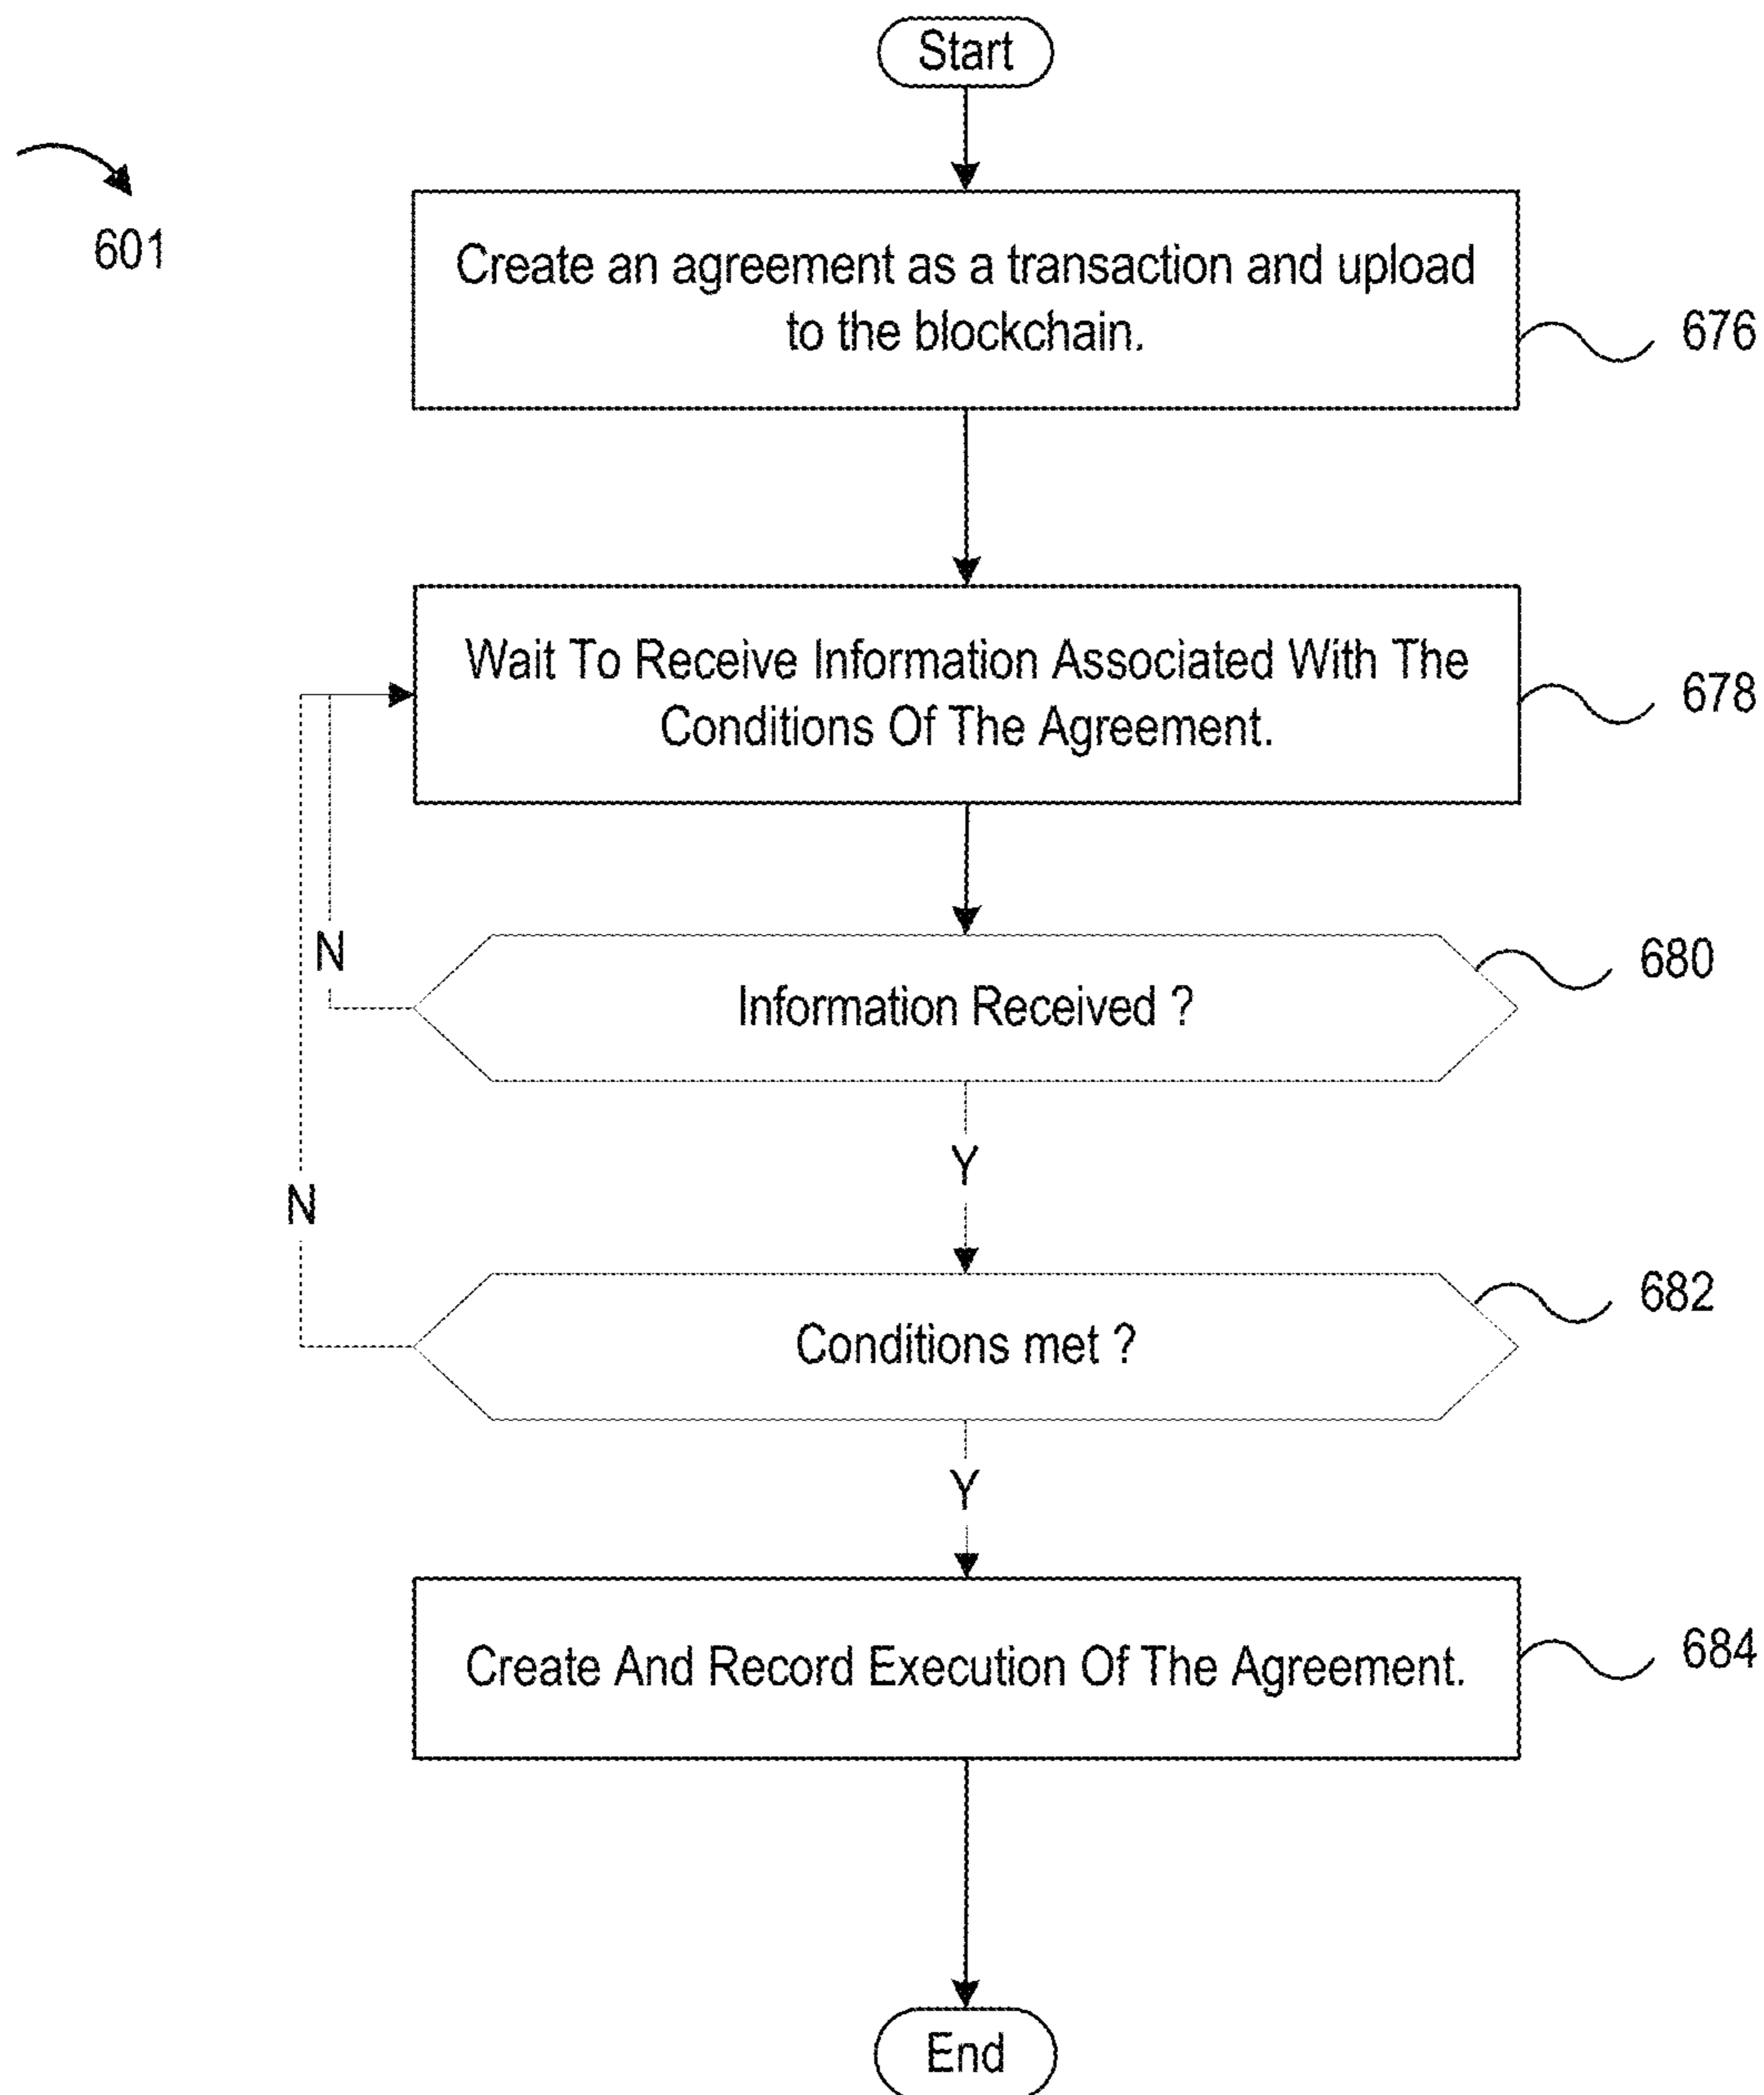 Start
601
Create an agreement as a transaction and upload
to the blockchain.
676
Wait To Receive Information Associated With The
Conditions Of The Agreement.
678
N
Information Received ?
680
Y
N
Conditions met ?
682
Y
Create And Record Execution Of The Agreement.
684
End